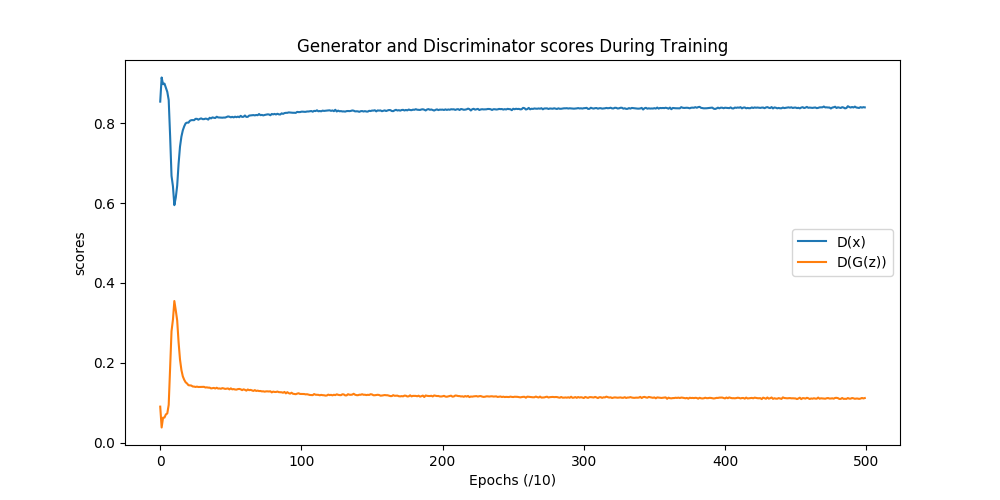 Generator and Discriminator scores During Training
scores
0.8
0.6
0.4
0.2
0.0
D(x)
D(G(z))
0 100 200 300 400 500
Epochs (/10)